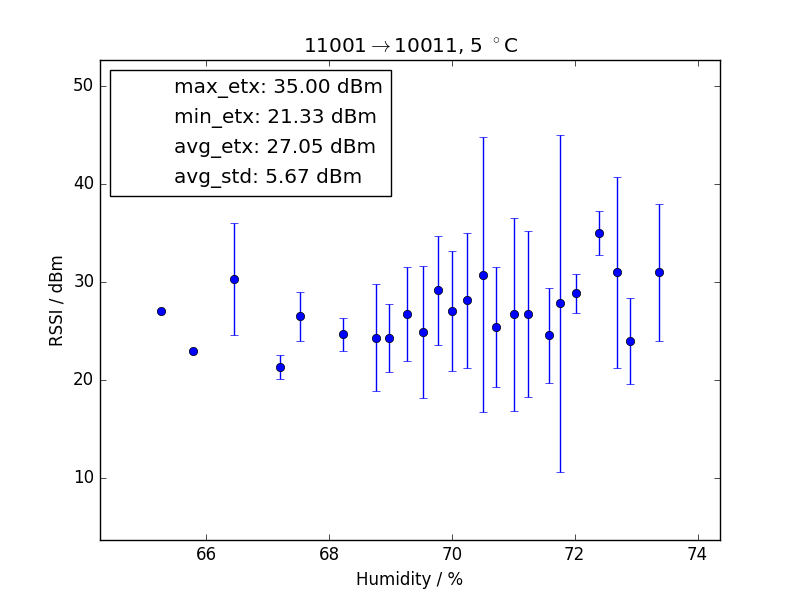 11001→10011, 5 °C
max_etx: 35.00 dBm
min_etx: 21.33 dBm
avg_etx: 27.05 dBm
avg_std: 5.67 dBm
RSSI / dBm
50
40
30
20
10
66 68 70 72 74
Humidity / %